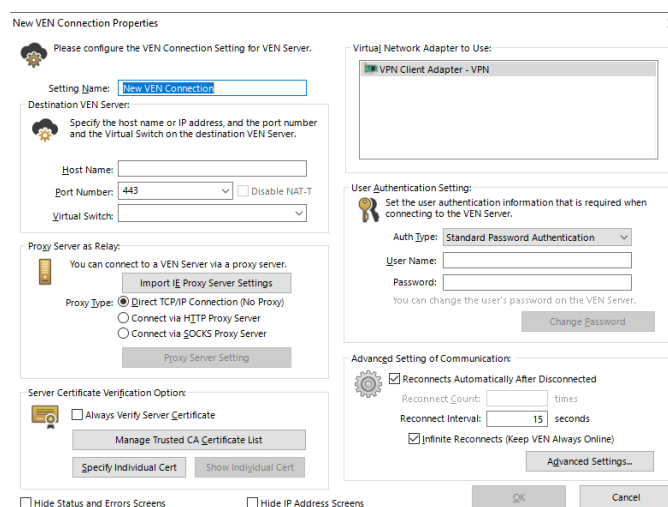 New VEN Connection Properties
Please configure the VEN Connection Setting for VEN Server.
Setting Name: New VEN Connection
Destination VEN Server:
Specify the host name or IP address, and the port number
and the Virtual Switch on the destination VEN Server.
Host Name:
Port Number: 443 Disable NAT-T
Virtual Switch:
Proxy Server as Relay:
You can connect to a VEN Server via a proxy server.
Import IE Proxy Server Settings
Proxy Type: Direct TCP/IP Connection (No Proxy)
Connect via HTTP Proxy Server
Connect via SOCKS Proxy Server
Proxy Server Setting
Server Certificate Verification Option:
Always Verify Server Certificate
Manage Trusted CA Certificate List
Specify Individual Cert Show Individual Cert
Hide Status and Errors Screens Hide IP Address Screens
Virtual Network Adapter to Use:
VPN Client Adapter - VPN
User Authentication Setting:
Set the user authentication information that is required when
connecting to the VEN Server.
Auth Type: Standard Password Authentication
User Name:
Password:
You can change the user's password on the VEN Server.
Change Password
Advanced Setting of Communication:
Reconnects Automatically After Disconnected
Reconnect Count: times
Reconnect Interval: 15 seconds
Infinite Reconnects (Keep VEN Always Online)
Advanced Settings...
OK Cancel